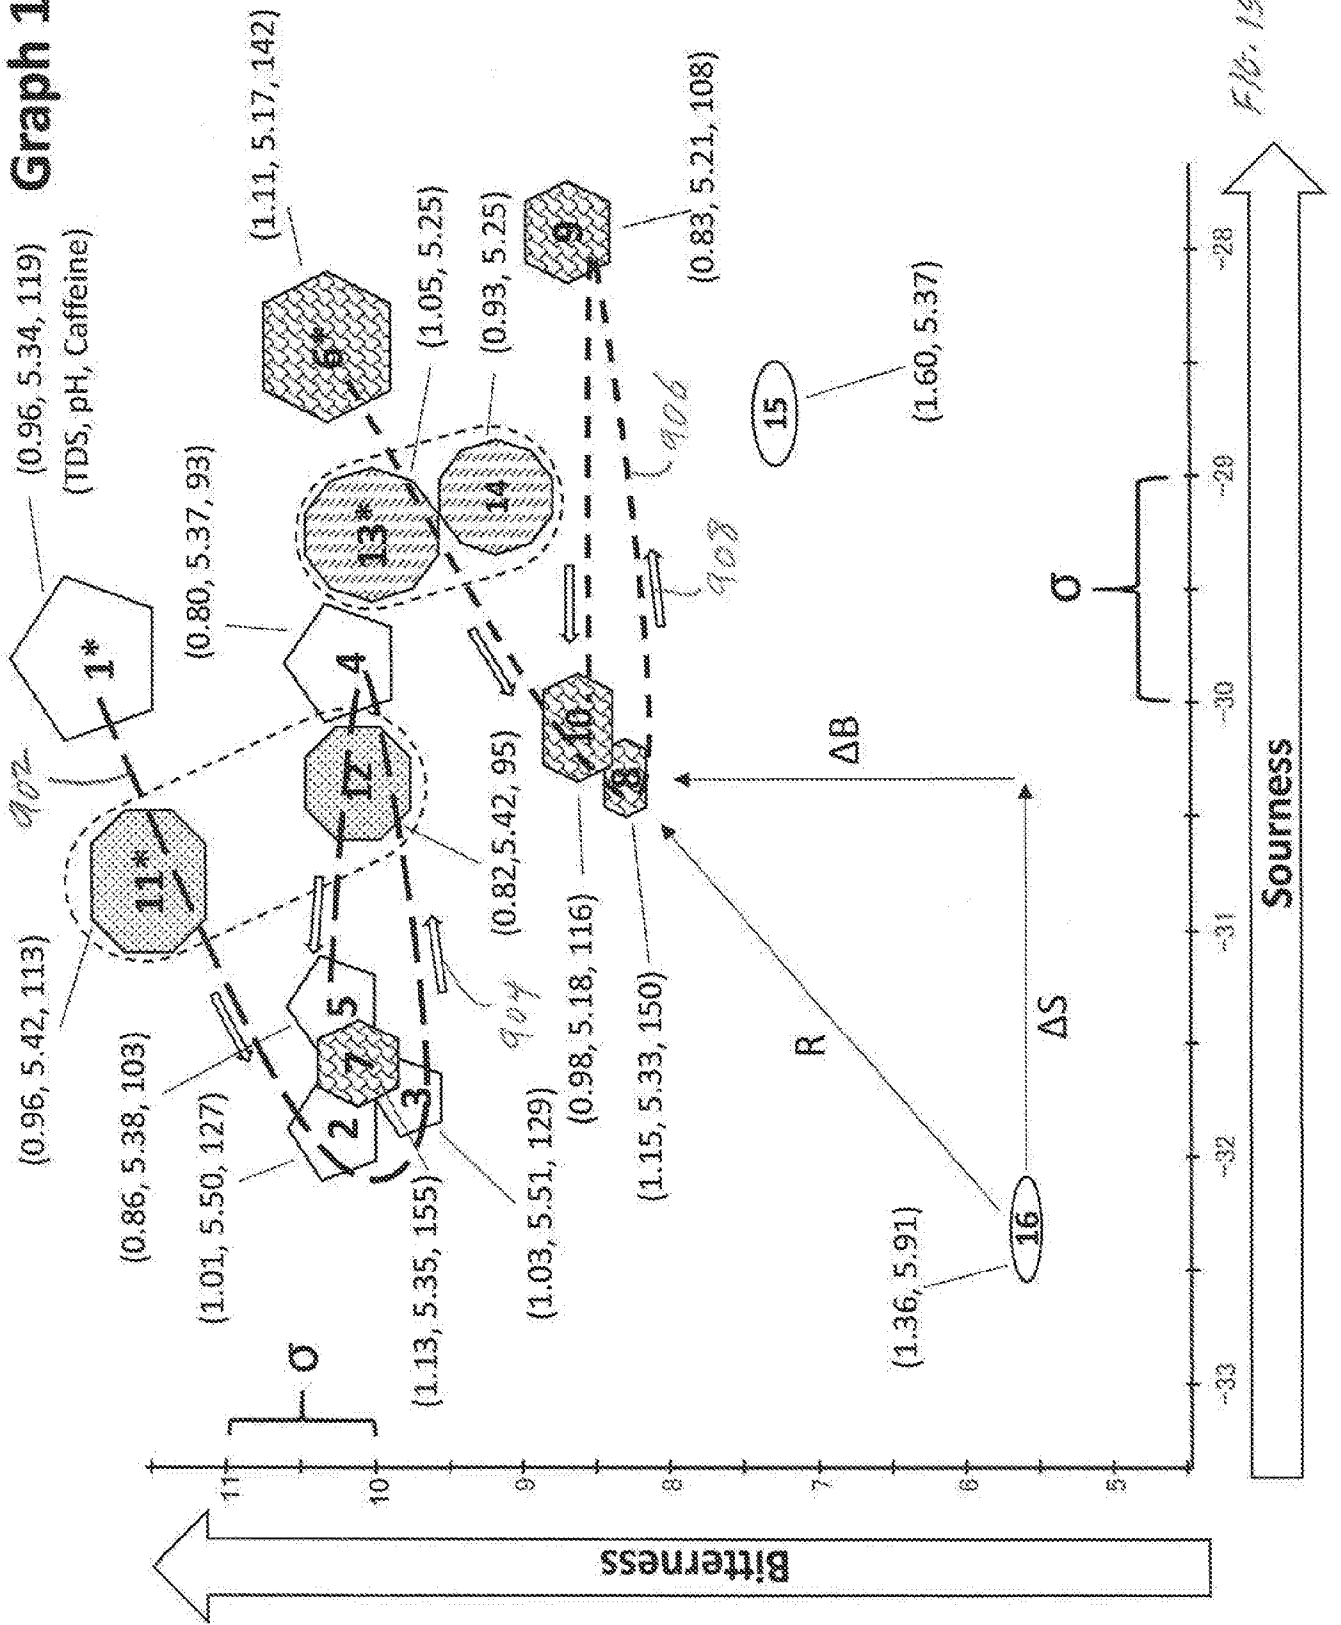 Graph 1
(0.96, 5.34, 119)
(TDS, pH, Caffeine)
(1.11, 5.17, 142)
1*
902
(0.80, 5.37, 93)
6*
(1.05, 5.25)
(0.93, 5.25)
(0.96, 5.42, 113)
11*
4
13*
14
9
(0.83, 5.21, 108)
12
(0.86, 5.38, 103)
5
(0.82,5.42, 95)
(1.01, 5.50, 127)
2
7
3
904
10
8
906
908
(0.98, 5.18, 116)
(1.13, 5.35, 155)
(1.03, 5.51, 129)
(1.15, 5.33, 150)
15
(1.60, 5.37)
σ
R
ΔB
ΔS
(1.36, 5.91)
16
σ
11
10
9
8
7
6
5
-33
-32
-31
-30
-29
-28
Bitterness
Sourness